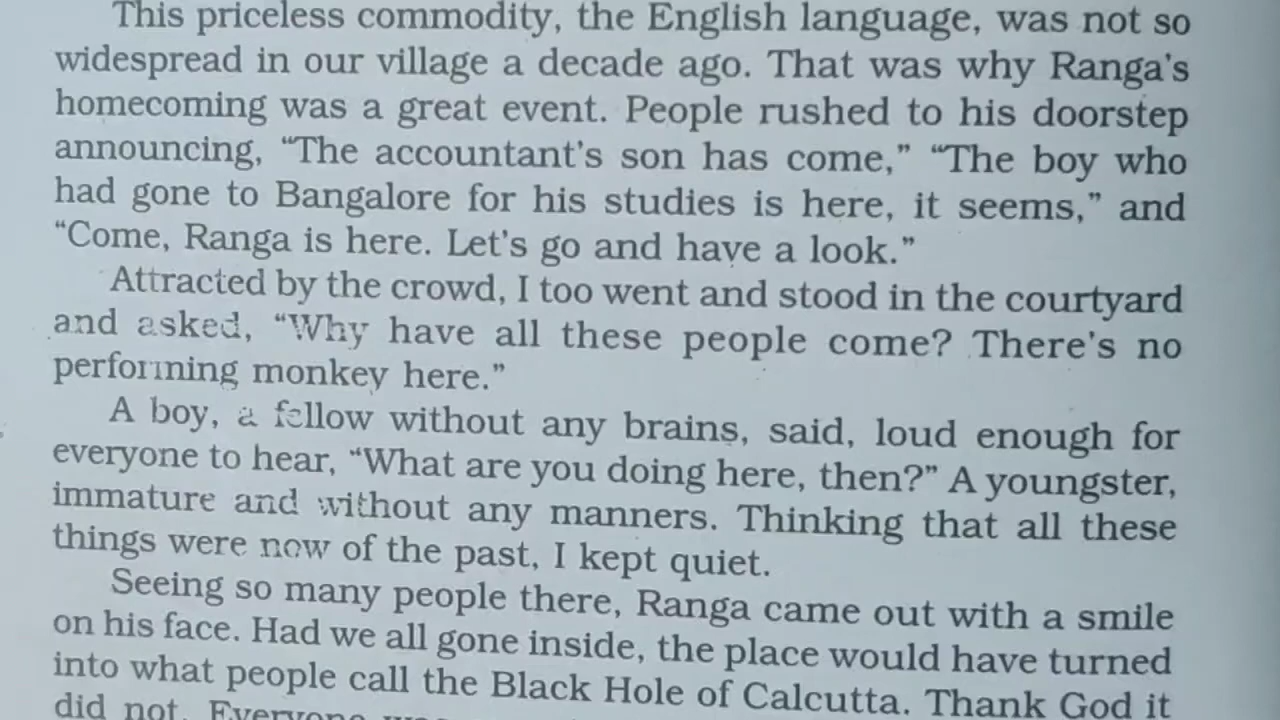 This priceless commodity, the English language, was not so
widespread in our village a decade ago. That was why Ranga's
homecoming was a great event. People rushed to his doorstep
announcing, “The accountant's son has come,” “The boy who
had gone to Bangalore for his studies is here, it seems,” and
“Come, Ranga is here. Let's go and have a look.”
Attracted by the crowd, I too went and stood in the courtyard
and asked, “Why have all these people come? There's no
performing monkey here.”
A boy, a fellow without any brains, said, loud enough for
everyone to hear, “What are you doing here, then?” A youngster,
immature and without any manners. Thinking that all these
things were now of the past, I kept quiet.
Seeing so many people there, Ranga came out with a smile
on his face. Had we all gone inside, the place would have turned
into what people call the Black Hole of Calcutta. Thank God it
did not. Everyone